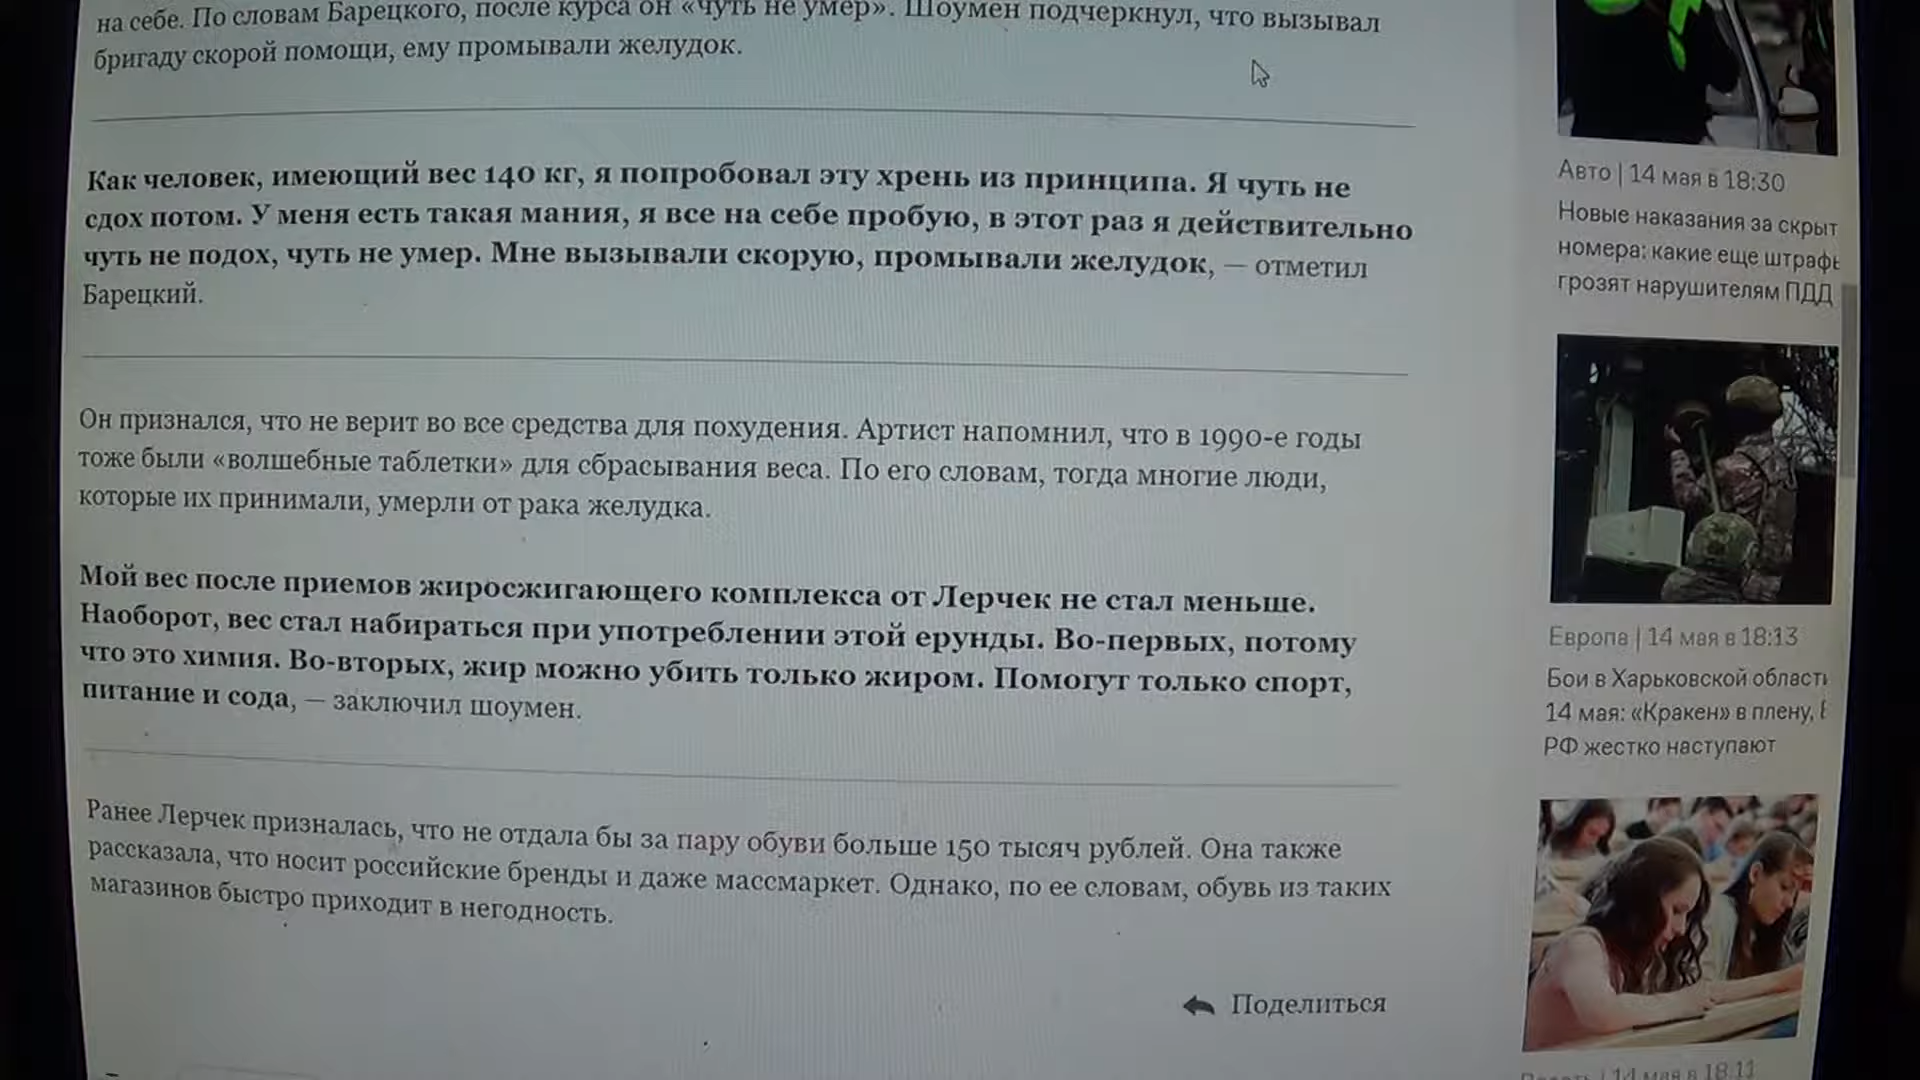 на себе. По словам Барецкого, после курса он «чуть не умер». Шоумен подчеркнул, что вызывал
бригаду скорой помощи, ему промывали желудок.
Как человек, имеющий вес 140 кг, я попробовал эту хрень из принципа. Я чуть не
сдох потом. У меня есть такая мания, я все на себе пробую, в этот раз я действительно
чуть не подох, чуть не умер. Мне вызывали скорую, промывали желудок, — отметил
Барецкий.
Он признался, что не верит во все средства для похудения. Артист напомнил, что в 1990-е годы
тоже были «волшебные таблетки» для сбрасывания веса. По его словам, тогда многие люди,
которые их принимали, умерли от рака желудка.
Мой вес после приемов жиросжигающего комплекса от Лерчек не стал меньше.
Наоборот, вес стал набираться при употреблении этой ерунды. Во-первых, потому
что это химия. Во-вторых, жир можно убить только жиром. Помогут только спорт,
питание и сода, — заключил шоумен.
Ранее Лерчек призналась, что не отдала бы за пару обуви больше 150 тысяч рублей. Она также
рассказала, что носит российские бренды и даже массмаркет. Однако, по ее словам, обувь из таких
магазинов быстро приходит в негодность.
Поделиться
Авто | 14 мая в 18:30
Новые наказания за скрыт
номера: какие еще штрафы
грозят нарушителям ПДД
Европа | 14 мая в 18:13
Бои в Харьковской области
14 мая: «Кракен» в плену,
РФ жестко наступают
14 мая в 18:11